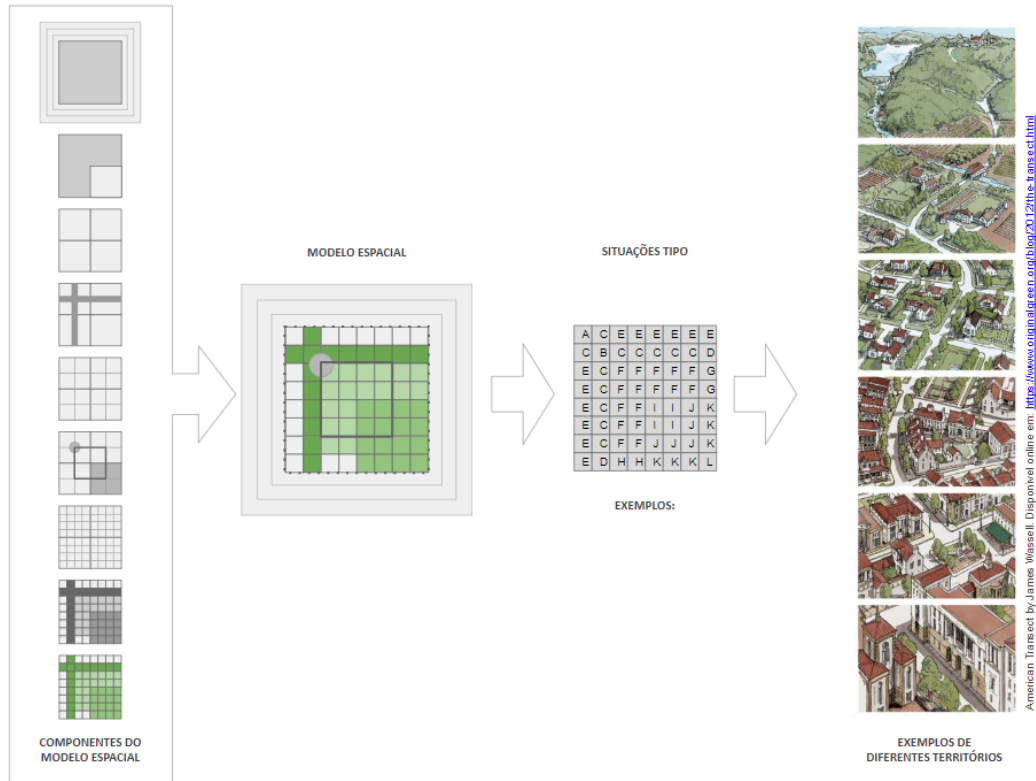 MODELO ESPACIAL
SITUAÇÕES TIPO
A C E E E E E E
C B C C C C C D
E C F F F F F G
E C F F F F F G
E C F F I I J K
E C F F I I J K
E C F F J J J K
E D H H K K K L
EXEMPLOS:
COMPONENTES DO
MODELO ESPACIAL
EXEMPLOS DE
DIFERENTES TERRITÓRIOS
American Transect by James Wassell. Disponível online em: https://www.originalgreen.org/blog/2012/the-transect.html